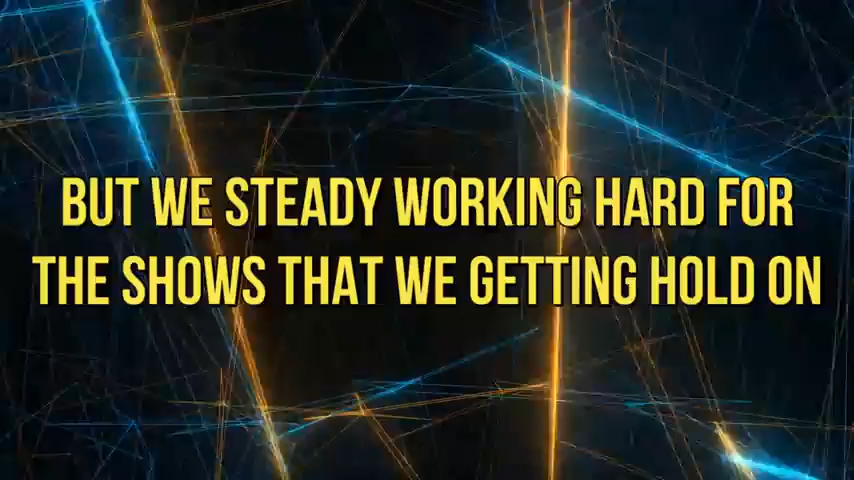 BUT WE STEADY WORKING HARD FOR
THE SHOWS THAT WE GETTING HOLD ON